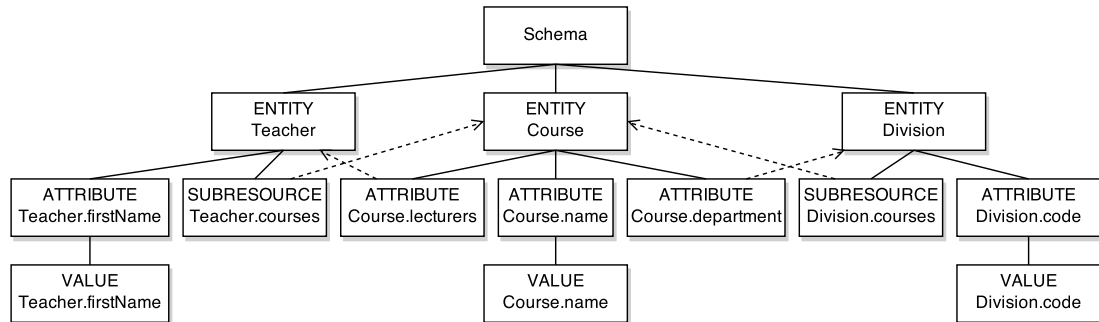 Schema
ENTITY
Teacher
ENTITY
Course
ENTITY
Division
ATTRIBUTE
Teacher.firstName
SUBRESOURCE
Teacher.courses
ATTRIBUTE
Course.lecturers
ATTRIBUTE
Course.name
ATTRIBUTE
Course.department
SUBRESOURCE
Division.courses
ATTRIBUTE
Division.code
VALUE
Teacher.firstName
VALUE
Course.name
VALUE
Division.code